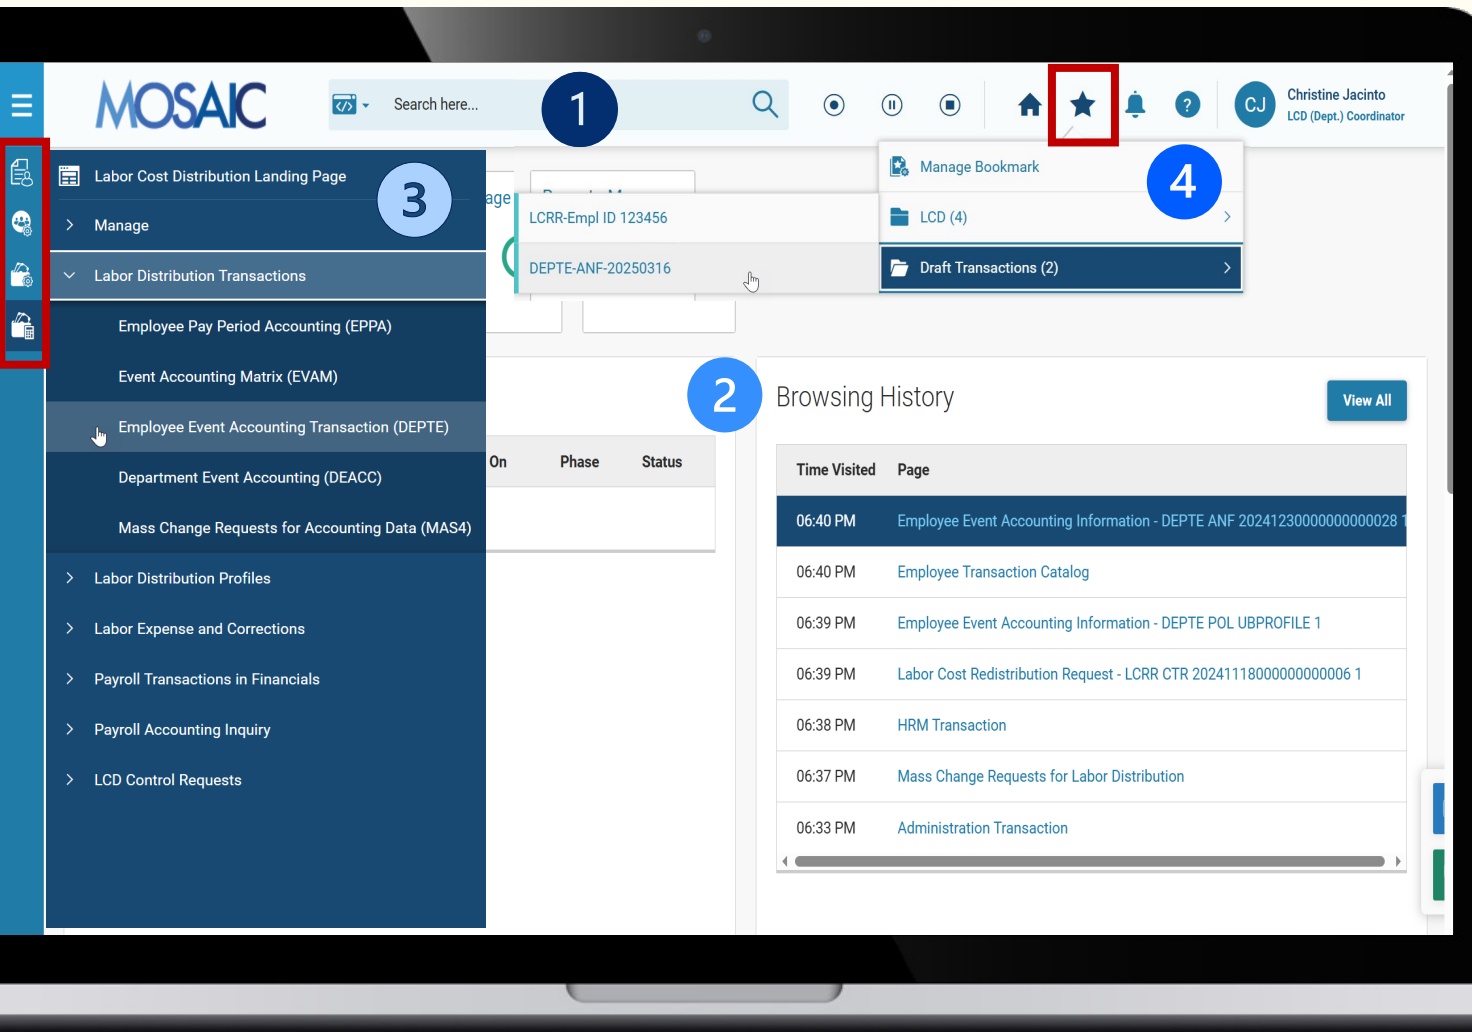 MOSAIC
Search here...
1
?
CJ
Christine Jacinto
LCD (Dept.) Coordinator
Labor Cost Distribution Landing Page
3
Manage
Labor Distribution Transactions
Employee Pay Period Accounting (EPPA)
Event Accounting Matrix (EVAM)
Employee Event Accounting Transaction (DEPTE)
Department Event Accounting (DEACC)
Mass Change Requests for Accounting Data (MAS4)
Labor Distribution Profiles
Labor Expense and Corrections
Payroll Transactions in Financials
Payroll Accounting Inquiry
LCD Control Requests
age
LCRR-Empl ID 123456
DEPTE-ANF-20250316
Manage Bookmark
4
LCD (4)
Draft Transactions (2)
On Phase Status
2
Browsing History
View All
Time Visited Page
06:40 PM Employee Event Accounting Information - DEPTE ANF 20241230000000000028 1
06:40 PM Employee Transaction Catalog
06:39 PM Employee Event Accounting Information - DEPTE POL UBPROFILE 1
06:39 PM Labor Cost Redistribution Request - LCRR CTR 20241118000000000006 1
06:38 PM HRM Transaction
06:37 PM Mass Change Requests for Labor Distribution
06:33 PM Administration Transaction